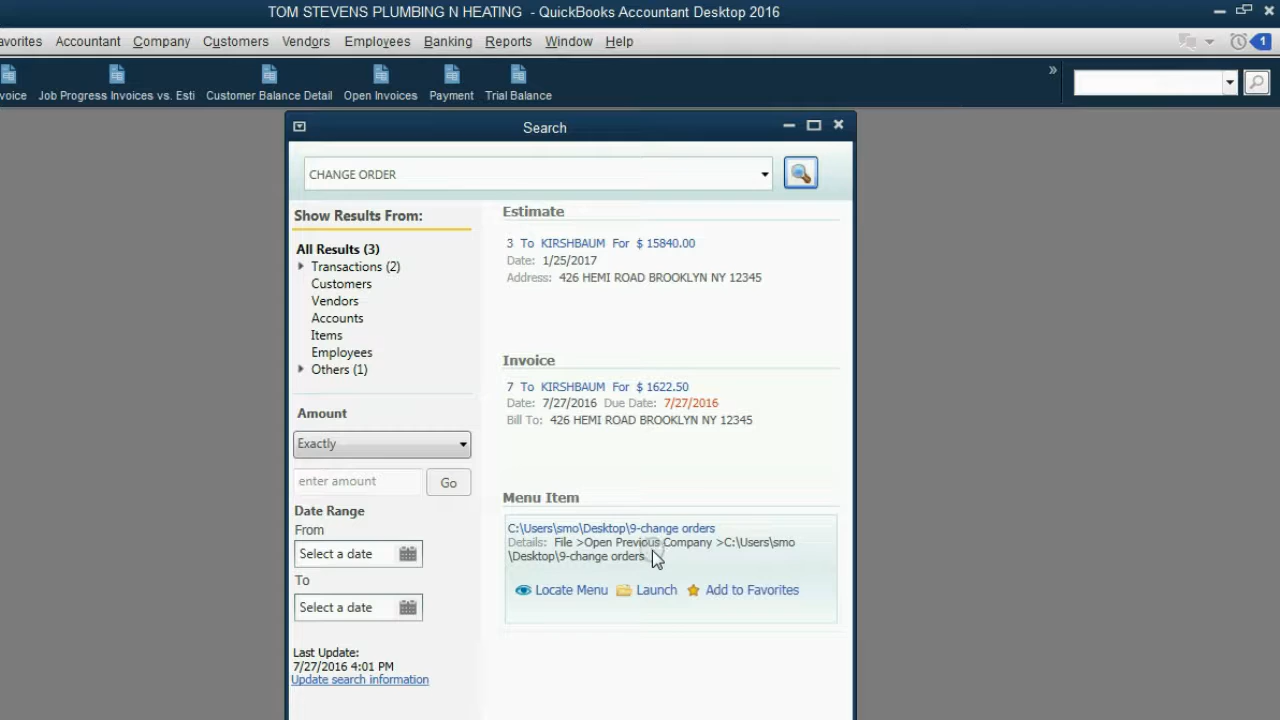 TOM STEVENS PLUMBING N HEATING - QuickBooks Accountant Desktop 2016
avorites Accountant Company Customers Vendors Employees Banking Reports Window Help
1
voice Job Progress Invoices vs. Esti Customer Balance Detail Open Invoices Payment Trial Balance
Search
CHANGE ORDER
Show Results From:
All Results (3)
Transactions (2)
Customers
Vendors
Accounts
Items
Employees
Others (1)
Amount
Exactly
enter amount Go
Date Range
From
Select a date
To
Select a date
Last Update:
7/27/2016 4:01 PM
Update search information
Estimate
3 To KIRSHBAUM For $ 15840.00
Date: 1/25/2017
Address: 426 HEMI ROAD BROOKLYN NY 12345
Invoice
7 To KIRSHBAUM For $ 1622.50
Date: 7/27/2016 Due Date: 7/27/2016
Bill To: 426 HEMI ROAD BROOKLYN NY 12345
Menu Item
C:\Users\smo\Desktop\9-change orders
Details: File >Open Previous Company >C:\Users\smo
\Desktop\9-change orders
Locate Menu Launch Add to Favorites